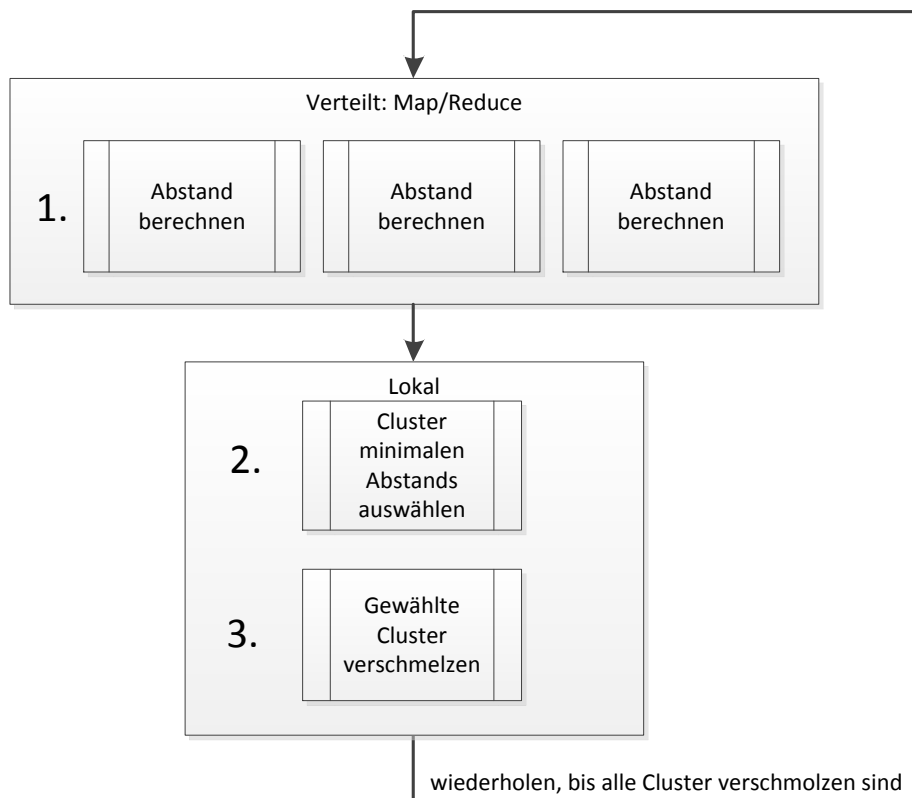 Verteilt: Map/Reduce
1.
Abstand
berechnen
Abstand
berechnen
Abstand
berechnen
Lokal
2.
Cluster
minimalen
Abstands
auswählen
3.
Gewählte
Cluster
verschmelzen
wiederholen, bis alle Cluster verschmolzen sind